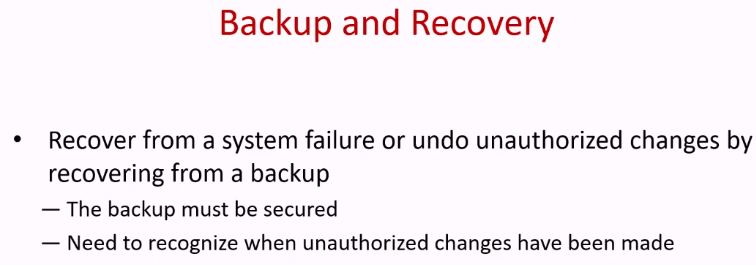 Backup and Recovery
• Recover from a system failure or undo unauthorized changes by
recovering from a backup
— The backup must be secured
— Need to recognize when unauthorized changes have been made